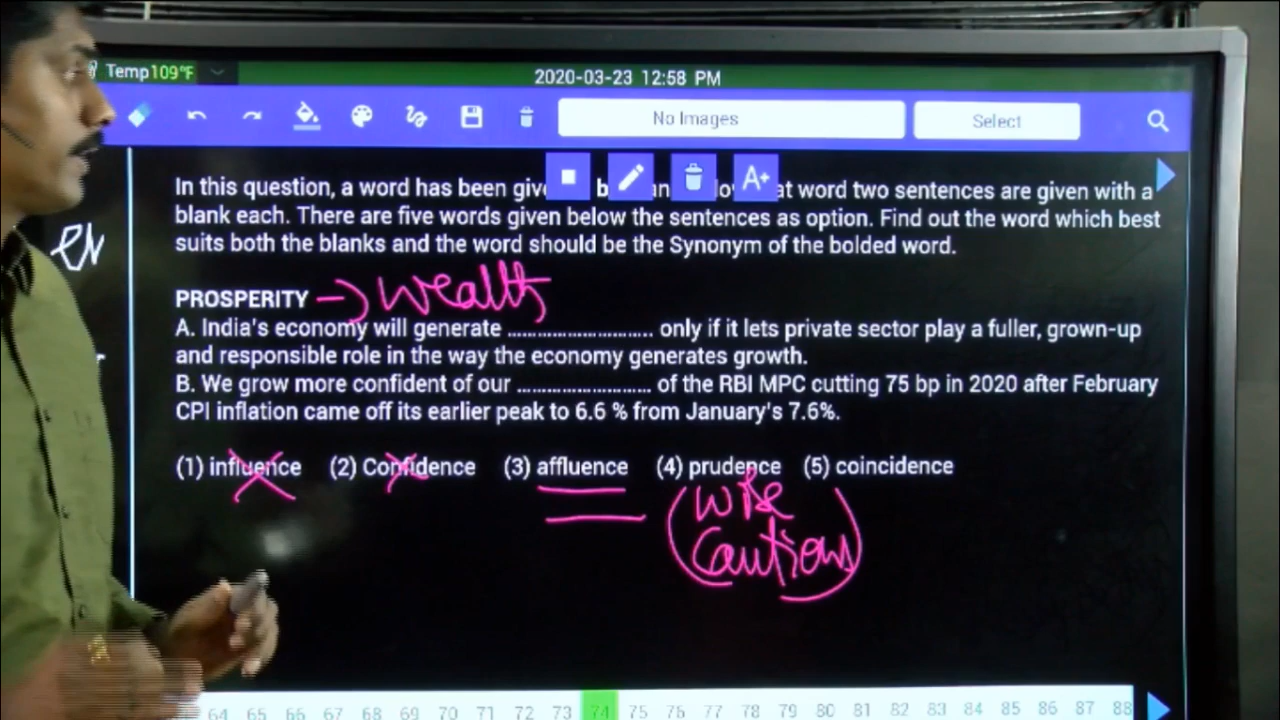 Temp109°F
2020-03-23 12:58 PM
No Images
Select
A+
In this question, a word has been give b an lo at word two sentences are given with a
blank each. There are five words given below the sentences as option. Find out the word which best
suits both the blanks and the word should be the Synonym of the bolded word.
PROSPERITY → Wealth
A. India's economy will generate ............................ only if it lets private sector play a fuller, grown-up
and responsible role in the way the economy generates growth.
B. We grow more confident of our .......................... of the RBI MPC cutting 75 bp in 2020 after February
CPI inflation came off its earlier peak to 6.6 % from January's 7.6%.
(1) influence (2) Confidence (3) affluence (4) prudence (5) coincidence
wise
Cautious
64 65 66 67 68 69 70 71 72 73 74 75 76 77 78 79 80 81 82 83 84 85 86 87 88